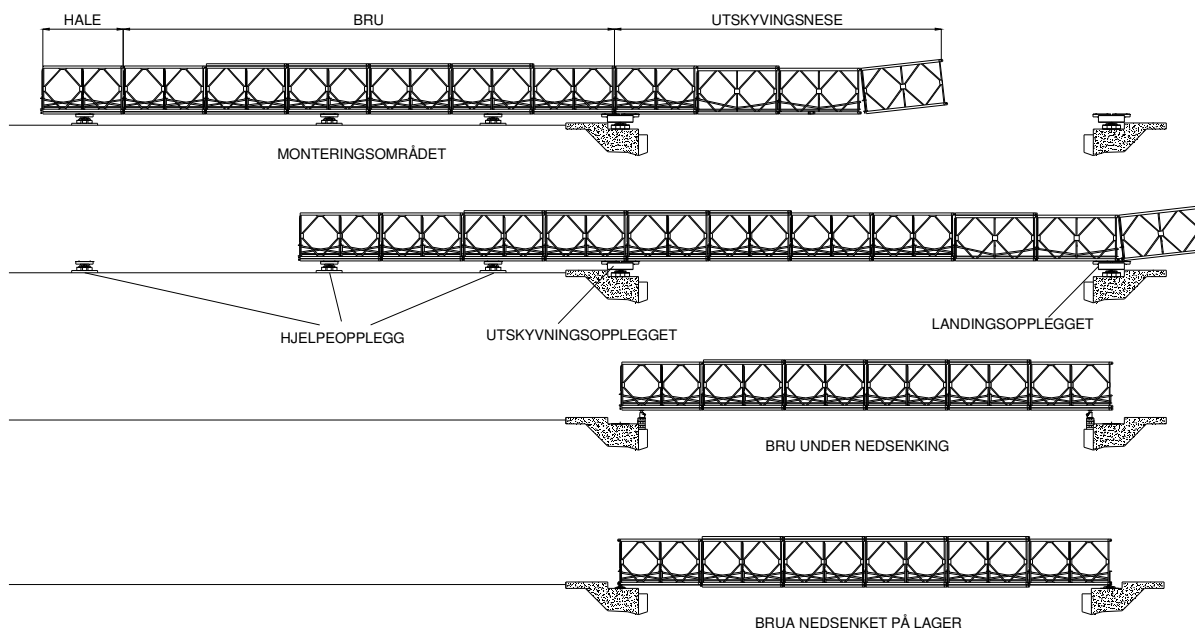 HALE
BRU
UTSKYVINGSNESE
MONTERINGSOMRÅDET
HJELPEOPPLEGG
UTSKYVNINGSOPPLEGGET
LANDINGSOPPLEGGET
BRU UNDER NEDSENKING
BRUA NEDSENKET PÅ LAGER